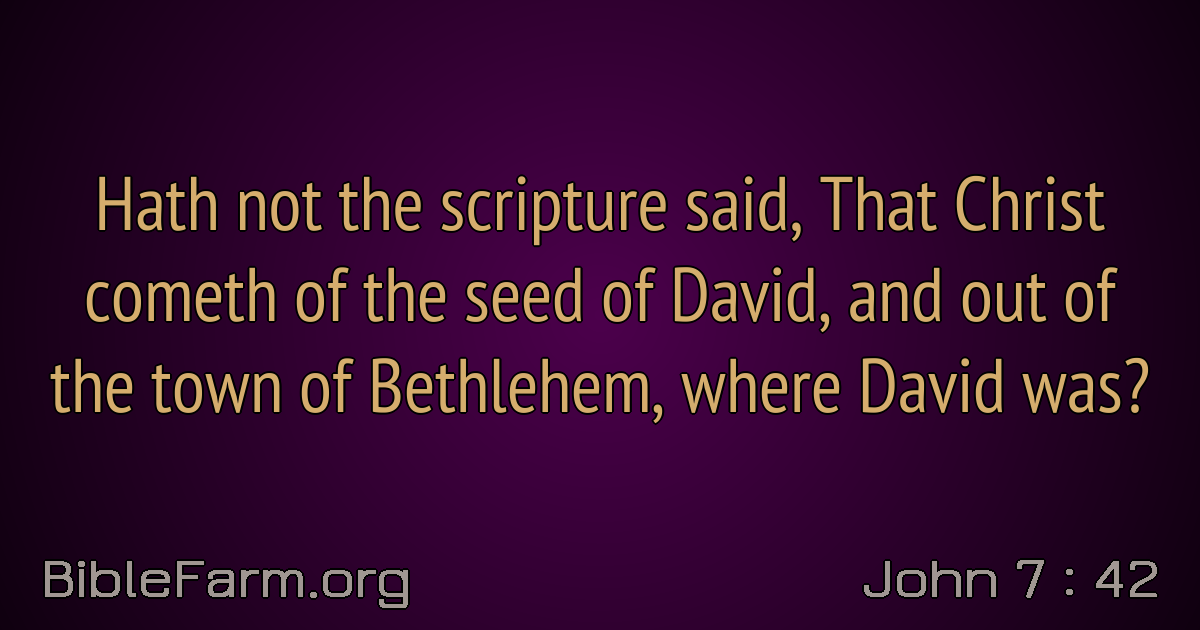 Hath not the scripture said, That Christ
cometh of the seed of David, and out of
the town of Bethlehem, where David was?
BibleFarm.org
John 7 : 42